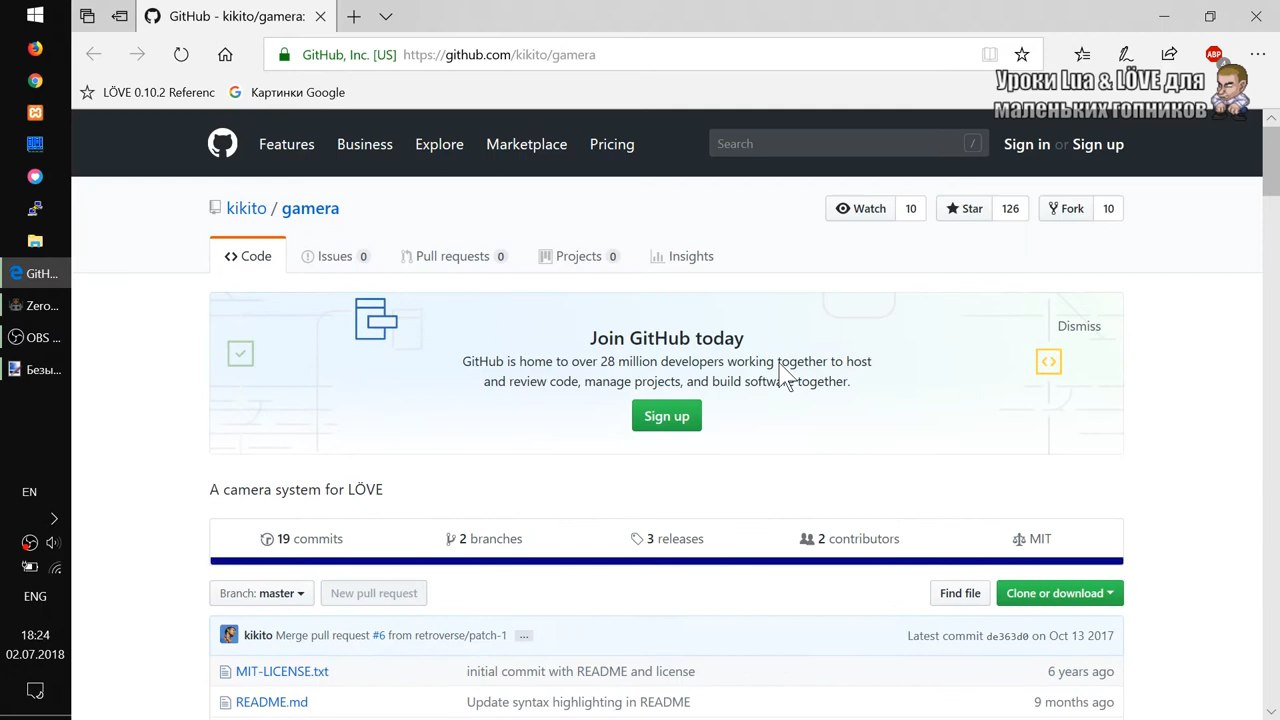 GitHub - kikito/gamera:
GitHub, Inc. [US] https://github.com/kikito/gamera
ABP
4
LÖVE 0.10.2 Referenc
Картинки Google
Уроки Lua & LÖVE для
маленьких гопников
Features
Business
Explore
Marketplace
Pricing
Search
/
Sign in or Sign up
kikito / gamera
Watch 10
Star 126
Fork 10
Code
Issues 0
Pull requests 0
Projects 0
Insights
Join GitHub today
Dismiss
GitHub is home to over 28 million developers working together to host
and review code, manage projects, and build software together.
Sign up
A camera system for LÖVE
19 commits
2 branches
3 releases
2 contributors
MIT
Branch: master
New pull request
Find file
Clone or download
kikito Merge pull request #6 from retroverse/patch-1 ...
Latest commit de363d0 on Oct 13 2017
MIT-LICENSE.txt
initial commit with README and license
6 years ago
README.md
Update syntax highlighting in README
9 months ago
GitH...
Zero...
OBS ...
Безы...
EN
ENG
18:24
02.07.2018